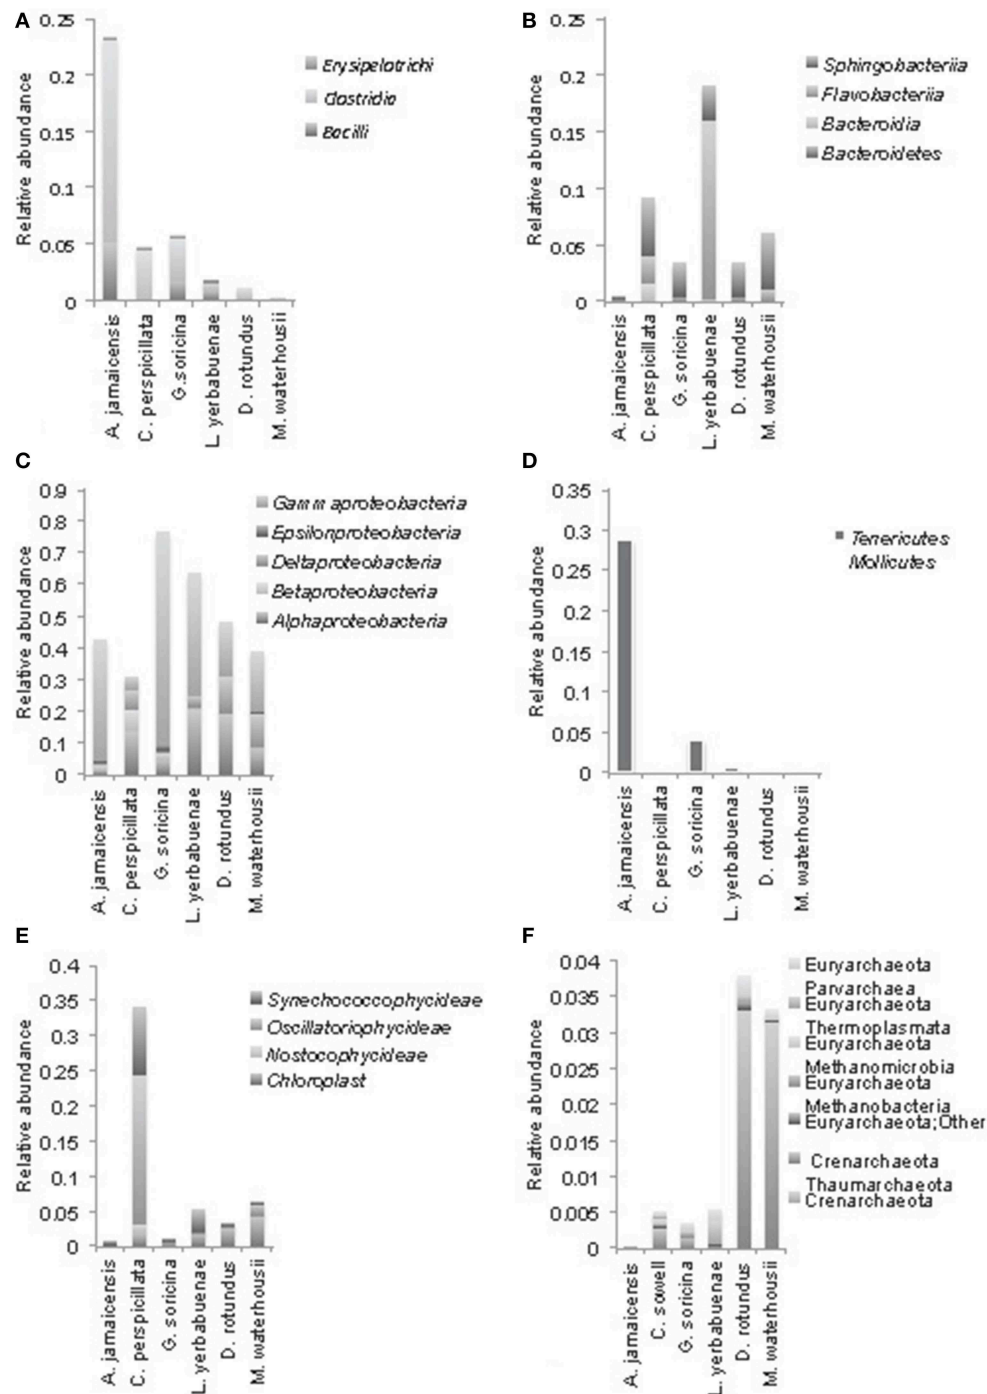 A
Relative abundance
0.25
0.2
0.15
0.1
0.05
0
A. jamaicensis
C. perspicillata
G.soricina
L. yerbabuenae
D. rotundus
M. waterhousii
Erysipelotrichi
Clostridia
Bacilli
B
Relative abundance
0.25
0.2
0.15
0.1
0.05
0
A. jamaicensis
C. perspicillata
G. soricina
L. yerbabuenae
D. rotundus
M. waterhousii
Sphingobacteriia
Flavobacteriia
Bacteroidia
Bacteroidetes
C
Relative abundance
0.9
0.8
0.7
0.6
0.5
0.4
0.3
0.2
0.1
0
A. jamaicensis
C. perspicillata
G. soricina
L. yerbabuenae
D. rotundus
M. waterhousii
Gammaproteobacteria
Epsilonproteobacteria
Deltaproteobacteria
Betaproteobacteria
Alphaproteobacteria
D
Relative abundance
0.35
0.3
0.25
0.2
0.15
0.1
0.05
0
A. jamaicensis
C. perspicillata
G. soricina
L. yerbabuenae
D. rotundus
M. waterhousii
Tenericutes
Mollicutes
E
Relative abundance
0.4
0.35
0.3
0.25
0.2
0.15
0.1
0.05
0
A. jamaicensis
C. perspicillata
G. soricina
L. yerbabuenae
D. rotundus
M. waterhousii
Synechococcophycideae
Oscillatoriophycideae
Nostocophycideae
Chloroplast
F
Relative abundance
0.04
0.035
0.03
0.025
0.02
0.015
0.01
0.005
0
A. jamaicensis
C. sowelli
G. soricina
L. yerbabuenae
D. rotundus
M. waterhousii
Euryarchaeota
Parvarchaea
Euryarchaeota
Thermoplasmata
Euryarchaeota
Methanomicrobia
Euryarchaeota
Methanobacteria
Euryarchaeota;Other
Crenarchaeota
Thaumarchaeota
Crenarchaeota